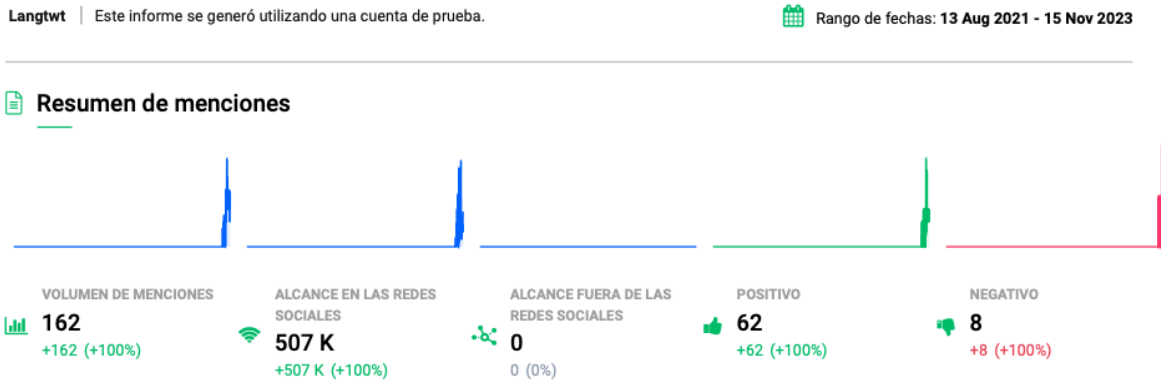 Langtwt | Este informe se generó utilizando una cuenta de prueba.
Rango de fechas: 13 Aug 2021 - 15 Nov 2023
Resumen de menciones
VOLUMEN DE MENCIONES
162
+162 (+100%)
ALCANCE EN LAS REDES
SOCIALES
507 K
+507 K (+100%)
ALCANCE FUERA DE LAS
REDES SOCIALES
0
0 (0%)
POSITIVO
62
+62 (+100%)
NEGATIVO
8
+8 (+100%)